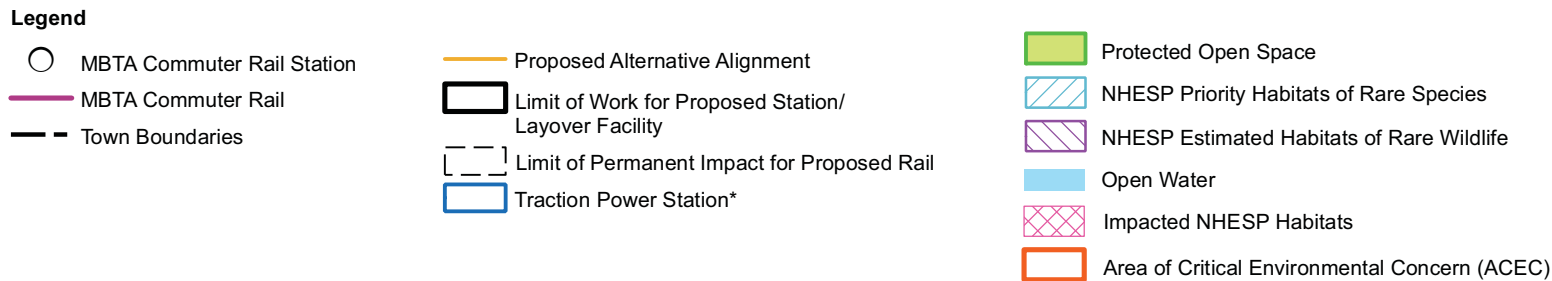 Legend
MBTA Commuter Rail Station
MBTA Commuter Rail
Town Boundaries
Proposed Alternative Alignment
Limit of Work for Proposed Station/
Layover Facility
Limit of Permanent Impact for Proposed Rail
Traction Power Station*
Protected Open Space
NHESP Priority Habitats of Rare Species
NHESP Estimated Habitats of Rare Wildlife
Open Water
Impacted NHESP Habitats
Area of Critical Environmental Concern (ACEC)